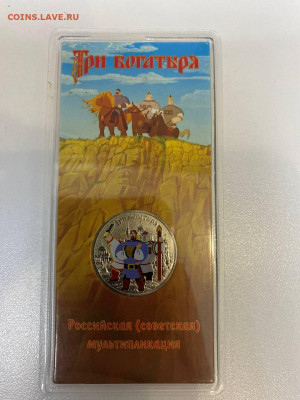 COINS.LAVE.RU
Три богатыря
Российская (советская)
мультипликация